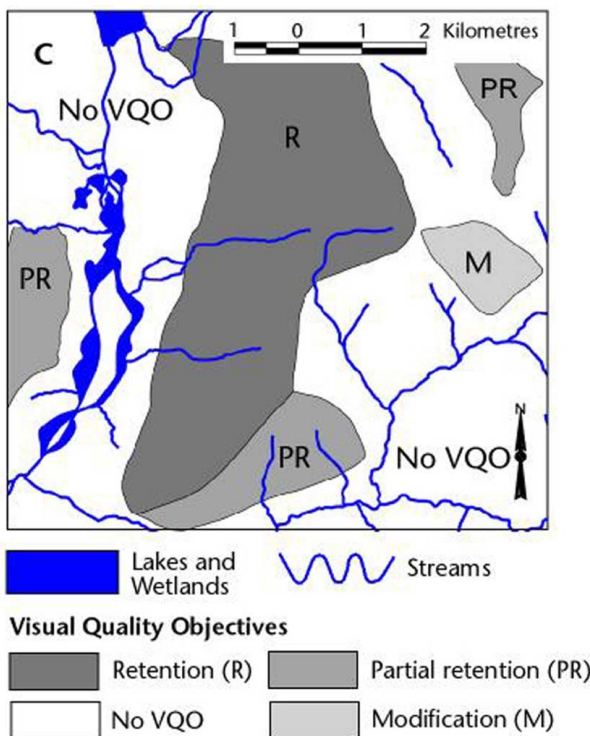 C
1 0 1 2 Kilometres
No VQO
PR
R
PR
M
PR
No VQO
N
Lakes and
Wetlands
Streams
Visual Quality Objectives
Retention (R)
Partial retention (PR)
No VQO
Modification (M)